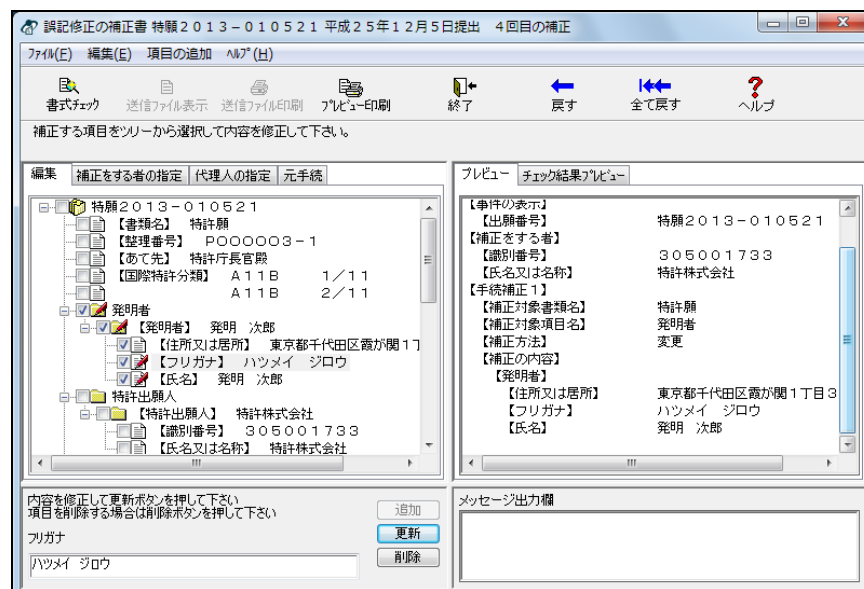 誤記修正の補正書 特願２０１３－０１０５２１ 平成２５年１２月５日提出 ４回目の補正
ﾌｧｲﾙ(F) 編集(E) 項目の追加 ﾍﾙﾌﾟ(H)
書式ﾁｪｯｸ 送信ﾌｧｲﾙ表示 送信ﾌｧｲﾙ印刷 ﾌﾟﾚﾋﾞｭｰ印刷 終了 戻す 全て戻す ヘルプ
補正する項目をツリーから選択して内容を修正して下さい。
編集 補正をする者の指定 代理人の指定 元手続
特願２０１３－０１０５２１
【書類名】 特許願
【整理番号】 Ｐ０００００３－１
【あて先】 特許庁長官殿
【国際特許分類】 Ａ１１Ｂ １／１１
Ａ１１Ｂ ２／１１
発明者
【発明者】 発明 次郎
【住所又は居所】 東京都千代田区霞が関１丁
【フリガナ】 ハツメイ ジロウ
【氏名】 発明 次郎
特許出願人
【特許出願人】 特許株式会社
【識別番号】 ３０５００１７３３
【氏名又は名称】 特許株式会社
プレビュー ﾁｪｯｸ結果ﾌﾟﾚﾋﾞｭｰ
【事件の表示】
【出願番号】 特願２０１３－０１０５２１
【補正をする者】
【識別番号】 ３０５００１７３３
【氏名又は名称】 特許株式会社
【手続補正１】
【補正対象書類名】 特許願
【補正対象項目名】 発明者
【補正方法】 変更
【補正の内容】
【発明者】
【住所又は居所】 東京都千代田区霞が関１丁目３
【フリガナ】 ハツメイ ジロウ
【氏名】 発明 次郎
内容を修正して更新ボタンを押して下さい
項目を削除する場合は削除ボタンを押して下さい
追加
フリガナ
更新
削除
ハツメイ ジロウ
メッセージ出力欄